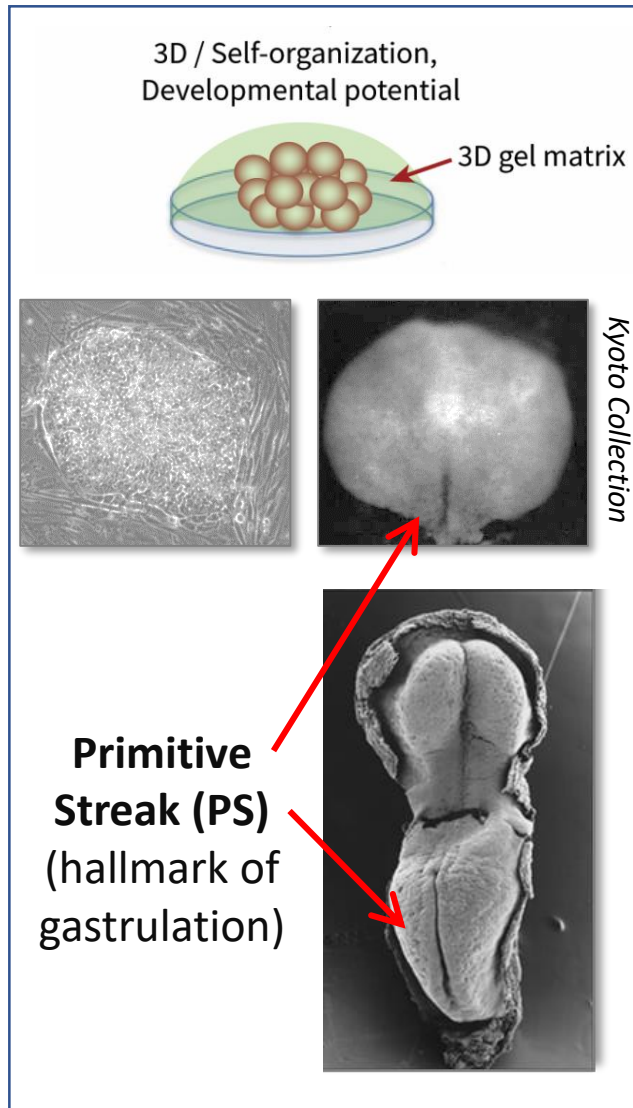 3D / Self-organization,
Developmental potential
3D gel matrix
Kyoto Collection
Primitive
Streak (PS)
(hallmark of
gastrulation)